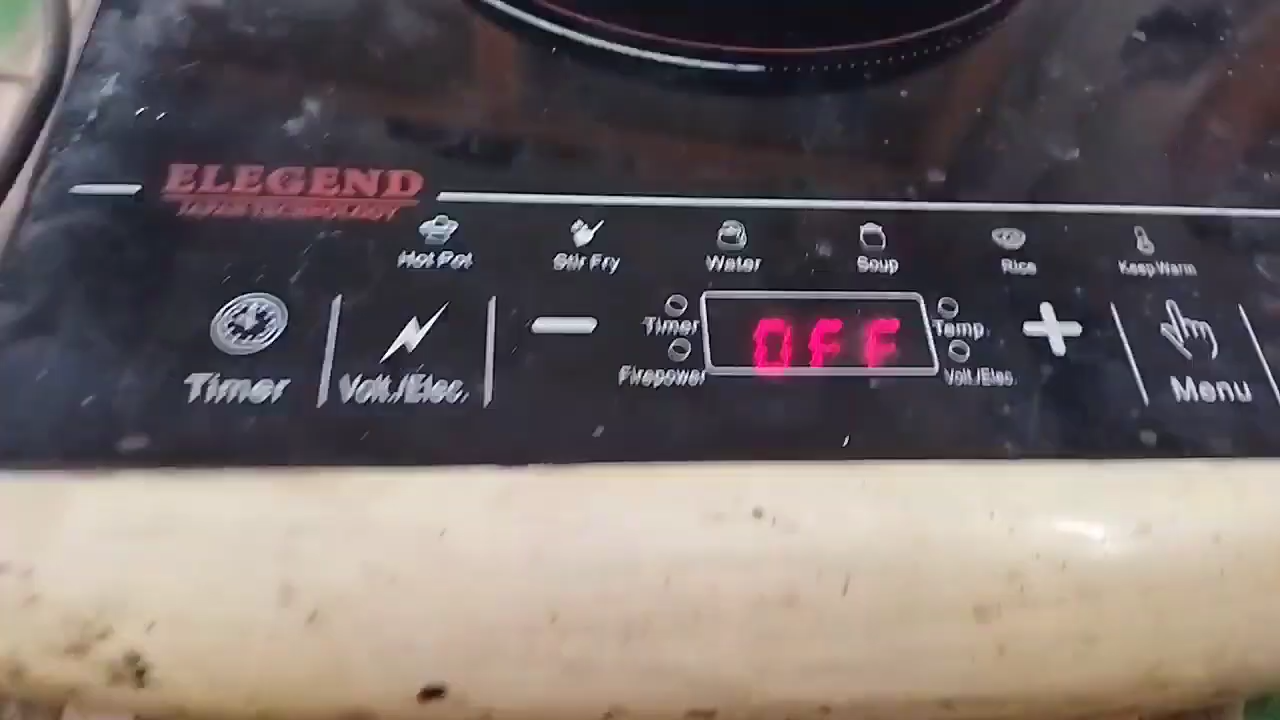 ELEGEND
Hot Pot Stir Fry Water Soup Rice Keep Warm
Timer OFF Temp.
Firepower Volt./Elec.
Timer Volt./Elec. Menu